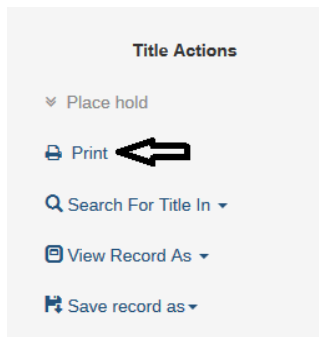 Title Actions
Place hold
Print
Search For Title In
View Record As
Save record as